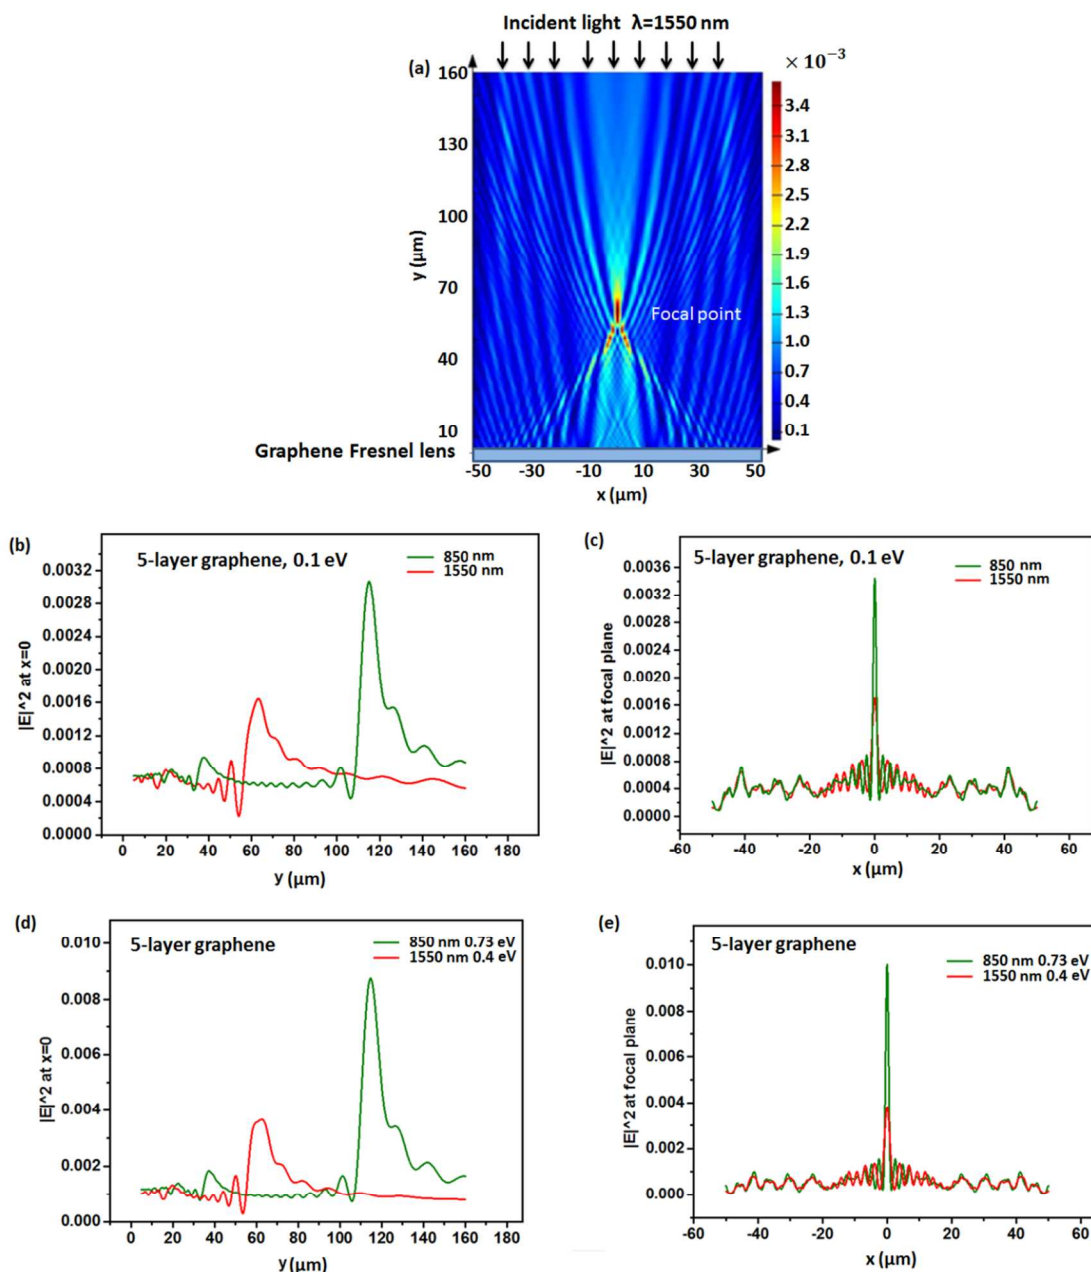 Incident light λ=1550 nm
(a)
× 10⁻³
160
130
100
70
40
10
y (μm)
Focal point
3.4
3.1
2.8
2.5
1.9
1.6
1.3
1.0
0.7
0.4
0.1
Graphene Fresnel lens
-50 -30 -10 10 30 50
x (μm)
(b)
5-layer graphene, 0.1 eV
850 nm
1550 nm
0.0032
0.0028
0.0024
0.0020
0.0016
0.0012
0.0008
0.0004
0.0000
|E|^2 at x=0
0 20 40 60 80 100 120 140 160 180
y (μm)
(c)
5-layer graphene, 0.1 eV
850 nm
1550 nm
0.0036
0.0032
0.0028
0.0024
0.0020
0.0016
0.0012
0.0008
0.0004
0.0000
|E|^2 at focal plane
-60 -40 -20 0 20 40 60
x (μm)
(d)
5-layer graphene
850 nm 0.73 eV
1550 nm 0.4 eV
0.010
0.008
0.006
0.004
0.002
0.000
|E|^2 at x=0
0 20 40 60 80 100 120 140 160 180
y (μm)
(e)
5-layer graphene
850 nm 0.73 eV
1550 nm 0.4 eV
0.010
0.008
0.006
0.004
0.002
0.000
|E|^2 at focal plane
-60 -40 -20 0 20 40 60
x (μm)